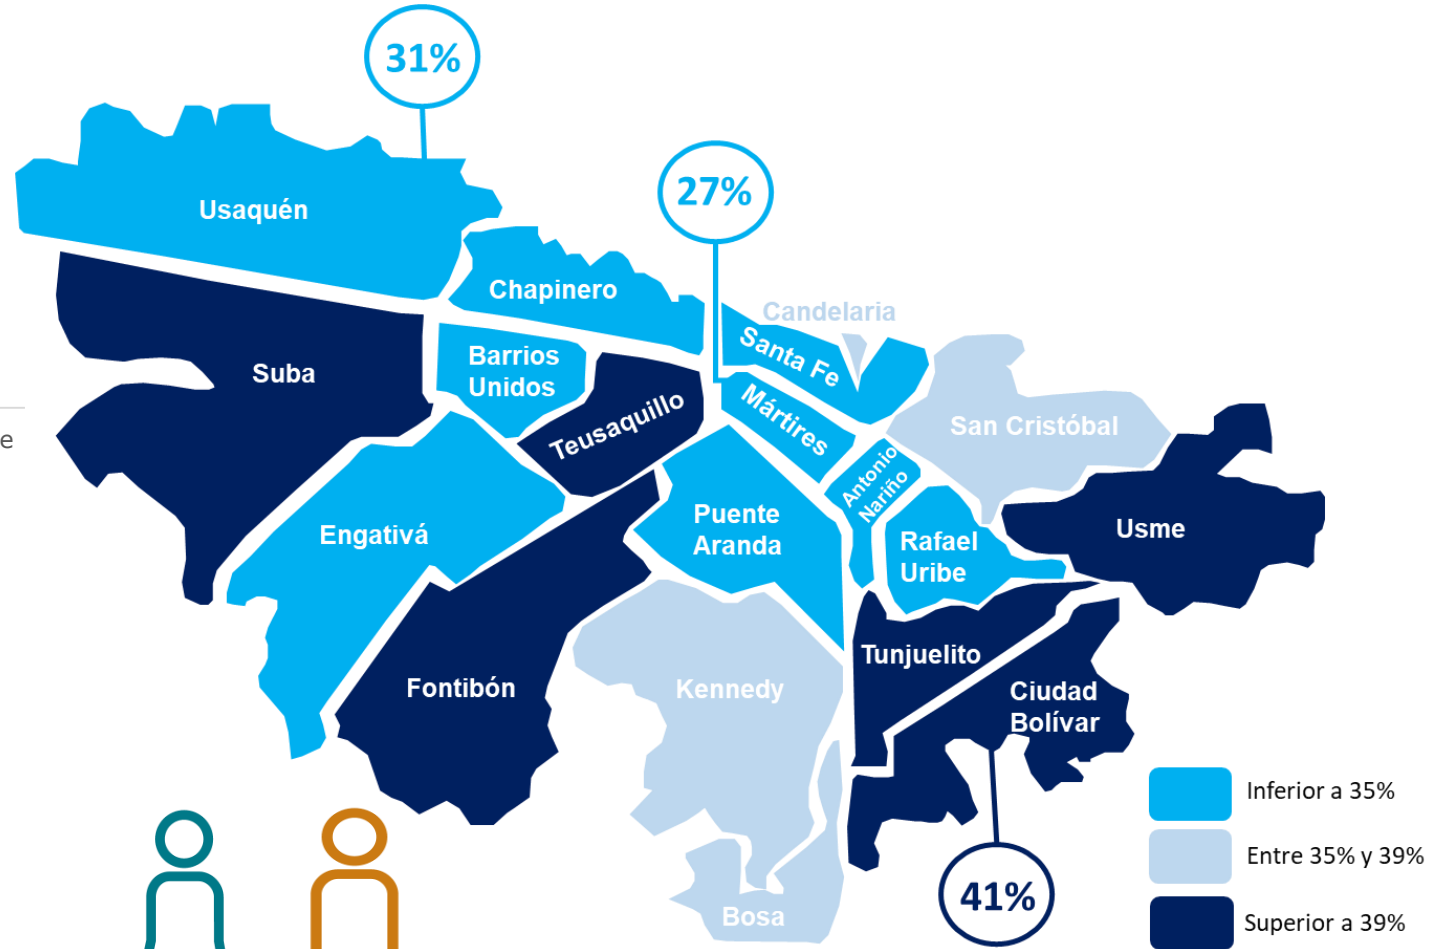 31%
27%
Usaquén
Chapinero
Candelaria
Santa Fe
Barrios
Unidos
Suba
Teusaquillo
Mártires
San Cristóbal
e
Antonio
Nariño
Engativá
Puente
Aranda
Rafael
Uribe
Usme
Tunjuelito
Fontibón
Kennedy
Ciudad
Bolívar
Inferior a 35%
Entre 35% y 39%
41%
Bosa
Superior a 39%